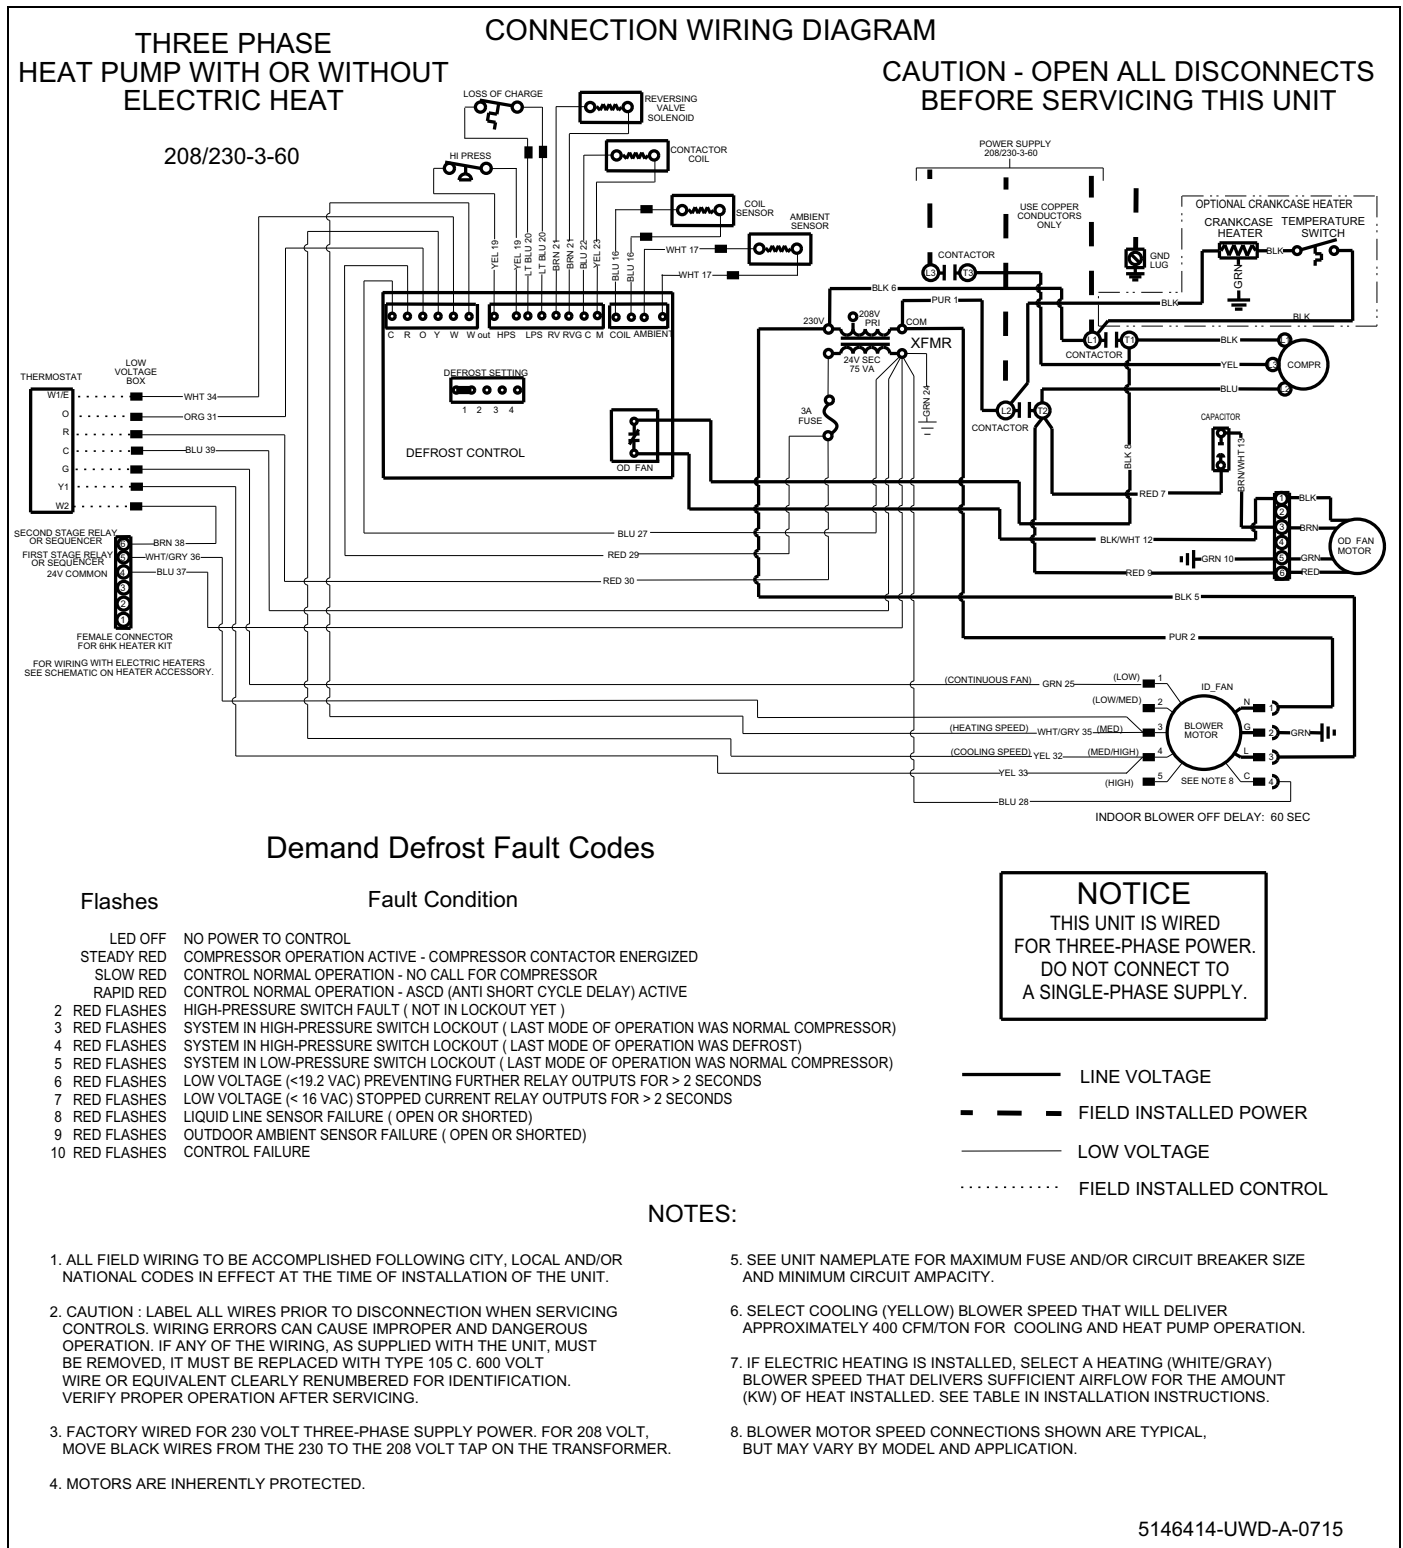 CONNECTION WIRING DIAGRAM
THREE PHASE
HEAT PUMP WITH OR WITHOUT
ELECTRIC HEAT
208/230-3-60
CAUTION - OPEN ALL DISCONNECTS
BEFORE SERVICING THIS UNIT
LOSS OF CHARGE
REVERSING
VALVE
SOLENOID
HI PRESS
CONTACTOR
COIL
COIL
SENSOR
AMBIENT
SENSOR
POWER SUPPLY
208/230-3-60
USE COPPER
CONDUCTORS
ONLY
OPTIONAL CRANKCASE HEATER
CRANKCASE
HEATER
TEMPERATURE
SWITCH
BLK
GRN
BLK
BLK
GND
LUG
YEL 19
YEL 19
LT BLU 20
LT BLU 20
BRN 21
BRN 21
BLU 22
YEL 23
BLU 16
BLU 16
WHT 17
WHT 17
L3
T3
CONTACTOR
BLK 6
PUR 1
C R O Y W W out HPS LPS RV RVG C M COIL AMBIENT
230V
208V
PRI
COM
XFMR
24V SEC
75 VA
GRN 24
3A
FUSE
L1
T1
CONTACTOR
L2
T2
CONTACTOR
BLK
YEL
BLU
L1
L3
L2
COMPR
DEFROST SETTING
1 2 3 4
DEFROST CONTROL
OD FAN
CAPACITOR
BLK 8
BRN/WHT 13
RED 7
BLK/WHT 12
GRN 10
RED 9
1
2
3
4
5
6
BLK
BRN
GRN
RED
OD FAN
MOTOR
THERMOSTAT
LOW
VOLTAGE
BOX
W1/E
O
R
C
G
Y1
W2
WHT 34
ORG 31
BLU 39
BLU 27
RED 29
RED 30
BLK 5
PUR 2
SECOND STAGE RELAY
OR SEQUENCER
FIRST STAGE RELAY
OR SEQUENCER
24V COMMON
6
5
4
3
2
1
BRN 38
WHT/GRY 36
BLU 37
FEMALE CONNECTOR
FOR 6HK HEATER KIT
FOR WIRING WITH ELECTRIC HEATERS
SEE SCHEMATIC ON HEATER ACCESSORY.
(CONTINUOUS FAN) GRN 25 (LOW) 1
(LOW/MED) 2
(HEATING SPEED) WHT/GRY 35 (MED) 3
(COOLING SPEED) YEL 32 (MED/HIGH) 4
YEL 33
(HIGH) 5
BLU 28
ID_FAN
BLOWER
MOTOR
SEE NOTE 8
N 1
G 2 GRN
L 3
C 4
INDOOR BLOWER OFF DELAY: 60 SEC
Demand Defrost Fault Codes
Flashes Fault Condition
LED OFF NO POWER TO CONTROL
STEADY RED COMPRESSOR OPERATION ACTIVE - COMPRESSOR CONTACTOR ENERGIZED
SLOW RED CONTROL NORMAL OPERATION - NO CALL FOR COMPRESSOR
RAPID RED CONTROL NORMAL OPERATION - ASCD (ANTI SHORT CYCLE DELAY) ACTIVE
2 RED FLASHES HIGH-PRESSURE SWITCH FAULT ( NOT IN LOCKOUT YET )
3 RED FLASHES SYSTEM IN HIGH-PRESSURE SWITCH LOCKOUT ( LAST MODE OF OPERATION WAS NORMAL COMPRESSOR)
4 RED FLASHES SYSTEM IN HIGH-PRESSURE SWITCH LOCKOUT ( LAST MODE OF OPERATION WAS DEFROST)
5 RED FLASHES SYSTEM IN LOW-PRESSURE SWITCH LOCKOUT ( LAST MODE OF OPERATION WAS NORMAL COMPRESSOR)
6 RED FLASHES LOW VOLTAGE (<19.2 VAC) PREVENTING FURTHER RELAY OUTPUTS FOR > 2 SECONDS
7 RED FLASHES LOW VOLTAGE (< 16 VAC) STOPPED CURRENT RELAY OUTPUTS FOR > 2 SECONDS
8 RED FLASHES LIQUID LINE SENSOR FAILURE ( OPEN OR SHORTED)
9 RED FLASHES OUTDOOR AMBIENT SENSOR FAILURE ( OPEN OR SHORTED)
10 RED FLASHES CONTROL FAILURE
NOTICE
THIS UNIT IS WIRED
FOR THREE-PHASE POWER.
DO NOT CONNECT TO
A SINGLE-PHASE SUPPLY.
LINE VOLTAGE
FIELD INSTALLED POWER
LOW VOLTAGE
FIELD INSTALLED CONTROL
NOTES:
1. ALL FIELD WIRING TO BE ACCOMPLISHED FOLLOWING CITY, LOCAL AND/OR
NATIONAL CODES IN EFFECT AT THE TIME OF INSTALLATION OF THE UNIT.
2. CAUTION : LABEL ALL WIRES PRIOR TO DISCONNECTION WHEN SERVICING
CONTROLS. WIRING ERRORS CAN CAUSE IMPROPER AND DANGEROUS
OPERATION. IF ANY OF THE WIRING, AS SUPPLIED WITH THE UNIT, MUST
BE REMOVED, IT MUST BE REPLACED WITH TYPE 105 C. 600 VOLT
WIRE OR EQUIVALENT CLEARLY RENUMBERED FOR IDENTIFICATION.
VERIFY PROPER OPERATION AFTER SERVICING.
3. FACTORY WIRED FOR 230 VOLT THREE-PHASE SUPPLY POWER. FOR 208 VOLT,
MOVE BLACK WIRES FROM THE 230 TO THE 208 VOLT TAP ON THE TRANSFORMER.
4. MOTORS ARE INHERENTLY PROTECTED.
5. SEE UNIT NAMEPLATE FOR MAXIMUM FUSE AND/OR CIRCUIT BREAKER SIZE
AND MINIMUM CIRCUIT AMPACITY.
6. SELECT COOLING (YELLOW) BLOWER SPEED THAT WILL DELIVER
APPROXIMATELY 400 CFM/TON FOR COOLING AND HEAT PUMP OPERATION.
7. IF ELECTRIC HEATING IS INSTALLED, SELECT A HEATING (WHITE/GRAY)
BLOWER SPEED THAT DELIVERS SUFFICIENT AIRFLOW FOR THE AMOUNT
(KW) OF HEAT INSTALLED. SEE TABLE IN INSTALLATION INSTRUCTIONS.
8. BLOWER MOTOR SPEED CONNECTIONS SHOWN ARE TYPICAL,
BUT MAY VARY BY MODEL AND APPLICATION.
5146414-UWD-A-0715